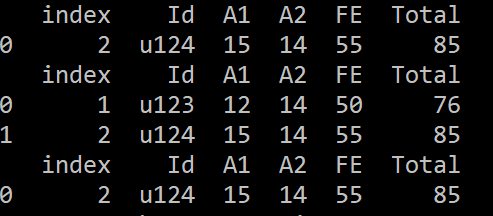 index Id A1 A2 FE Total
0 2 u124 15 14 55 85
index Id A1 A2 FE Total
0 1 u123 12 14 50 76
1 2 u124 15 14 55 85
index Id A1 A2 FE Total
0 2 u124 15 14 55 85